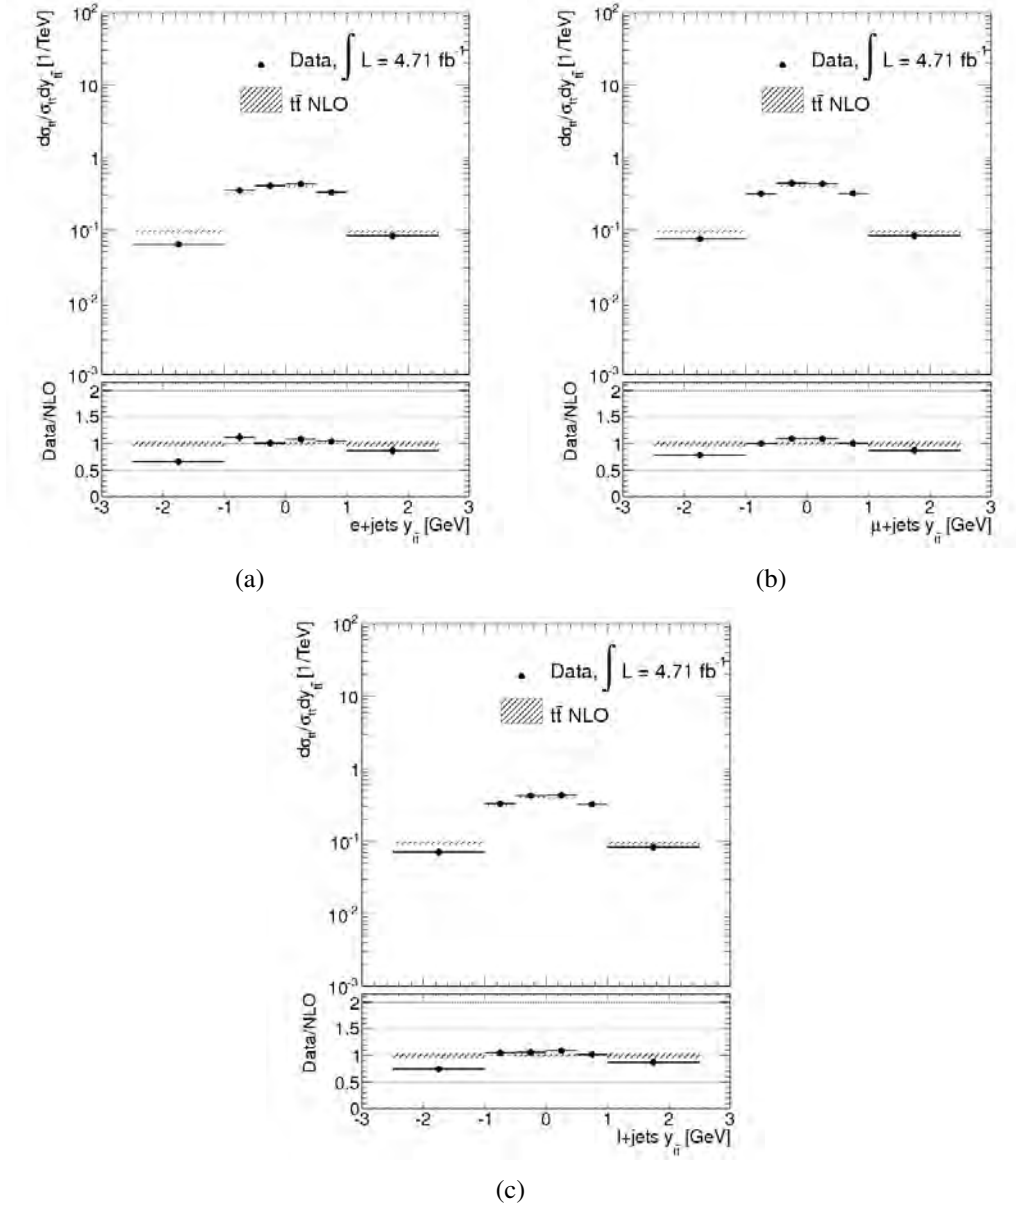 10²
dσ_tt̄/σ_tt̄dy_tt̄ [1/TeV]
Data, ∫ L = 4.71 fb⁻¹
tt̄ NLO
10
1
10⁻¹
10⁻²
10⁻³
Data/NLO
2
1.5
1
0.5
0
-3 -2 -1 0 1 2 3
e+jets y_tt̄ [GeV]
(a)
10²
dσ_tt̄/σ_tt̄dy_tt̄ [1/TeV]
Data, ∫ L = 4.71 fb⁻¹
tt̄ NLO
10
1
10⁻¹
10⁻²
10⁻³
Data/NLO
2
1.5
1
0.5
0
-3 -2 -1 0 1 2 3
μ+jets y_tt̄ [GeV]
(b)
10²
dσ_tt̄/σ_tt̄dy_tt̄ [1/TeV]
Data, ∫ L = 4.71 fb⁻¹
tt̄ NLO
10
1
10⁻¹
10⁻²
10⁻³
Data/NLO
2
1.5
1
0.5
0
-3 -2 -1 0 1 2 3
l+jets y_tt̄ [GeV]
(c)